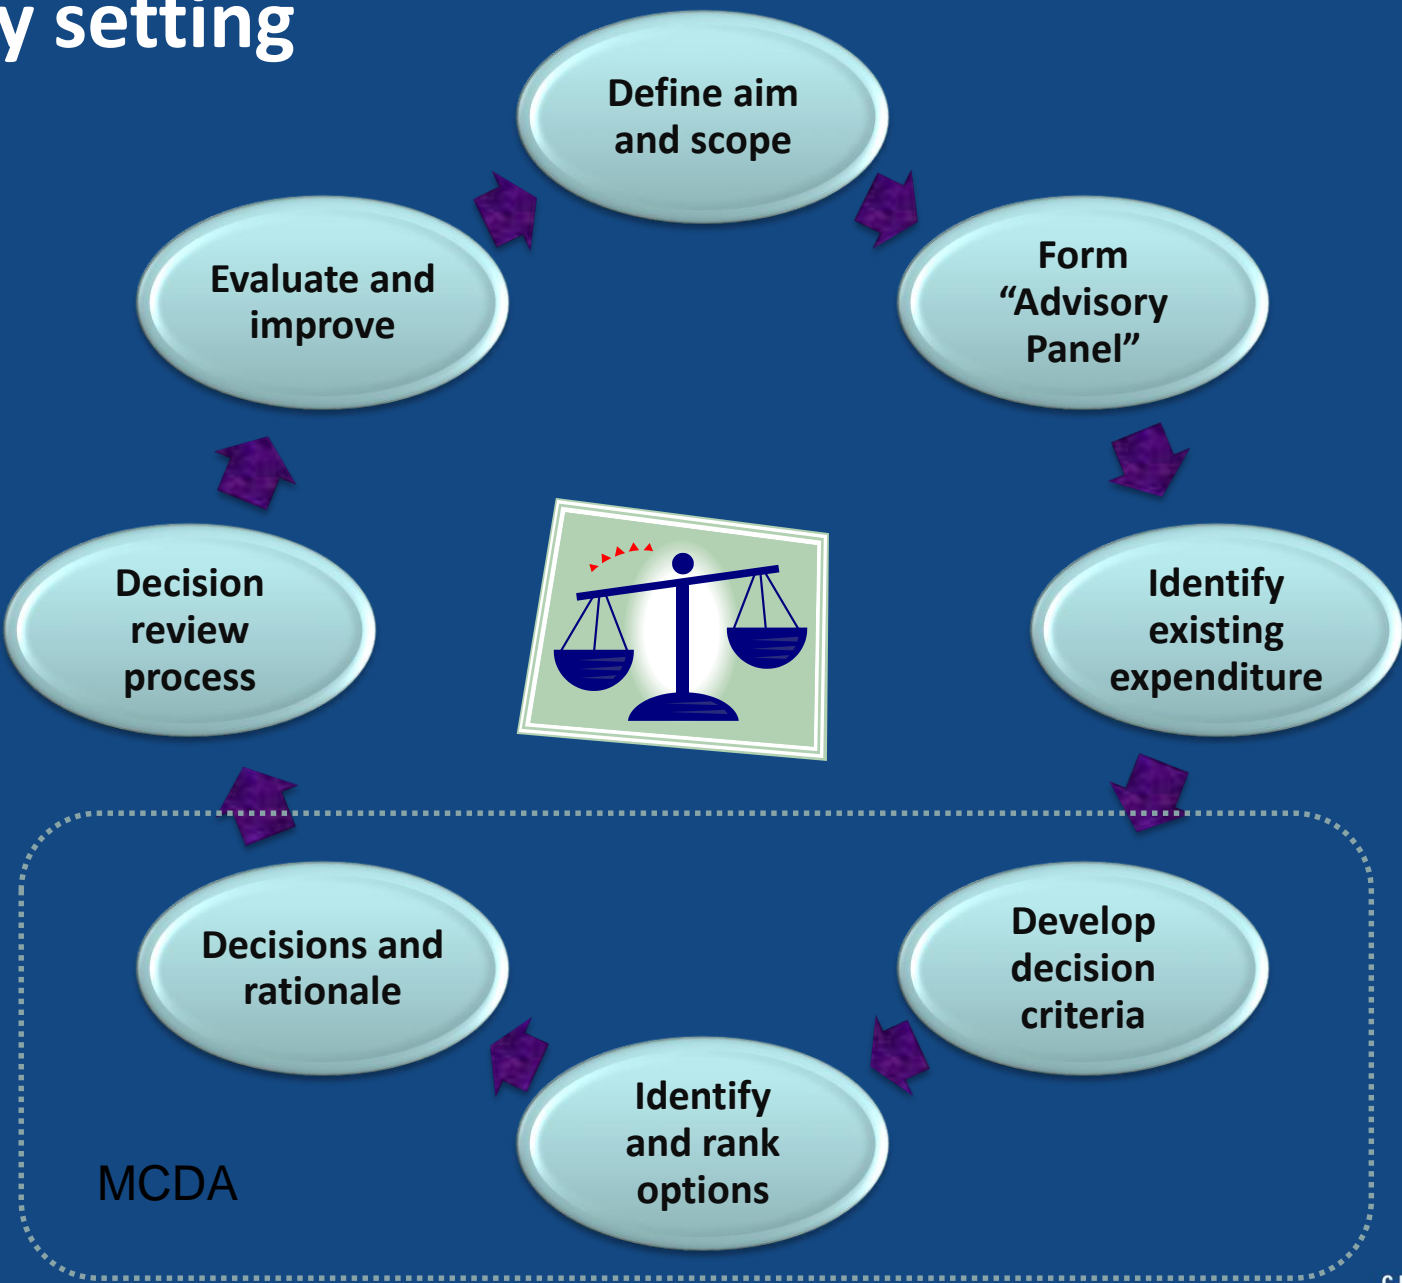 y setting
Define aim
and scope
Form
“Advisory
Panel”
Identify
existing
expenditure
Develop
decision
criteria
Identify
and rank
options
Decisions and
rationale
Decision
review
process
Evaluate and
improve
MCDA